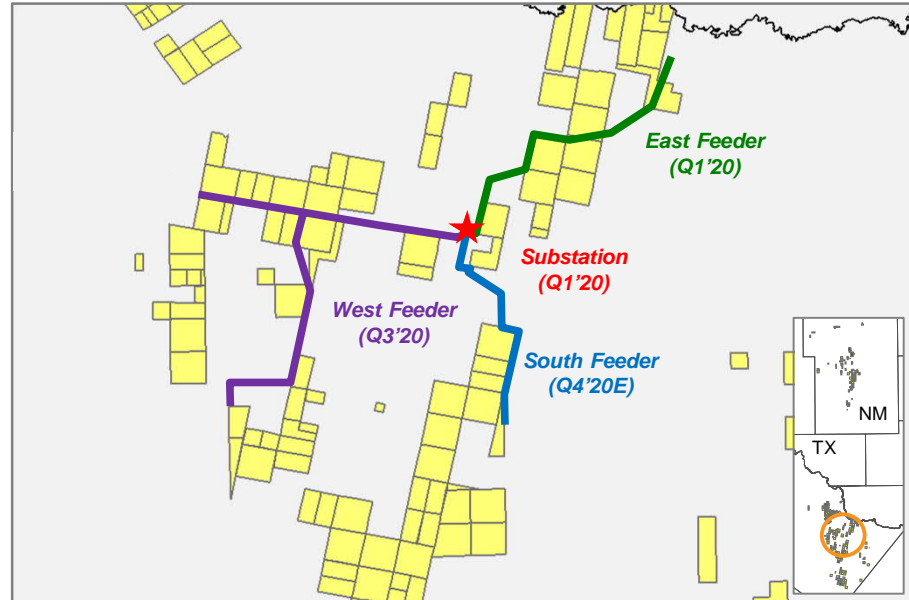 East Feeder
(Q1'20)
Substation
(Q1'20)
West Feeder
(Q3'20)
South Feeder
(Q4'20E)
NM
TX